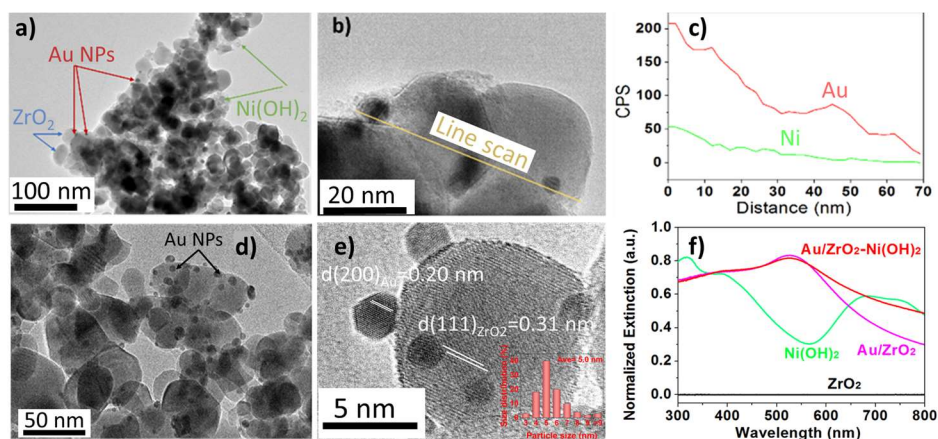 a)
Au NPs
ZrO₂
Ni(OH)₂
100 nm
b)
Line scan
20 nm
c)
200
150
100
50
0
CPS
Au
Ni
0 10 20 30 40 50 60 70
Distance (nm)
Au NPs
d)
50 nm
e)
d(200)Au=0.20 nm
d(111)ZrO2=0.31 nm
5 nm
Particle size (nm)
f)
Normalized Extinction (a.u.)
0.8
0.6
0.4
0.2
0.0
Au/ZrO₂-Ni(OH)₂
Ni(OH)₂
Au/ZrO₂
ZrO₂
300 400 500 600 700 800
Wavelength (nm)